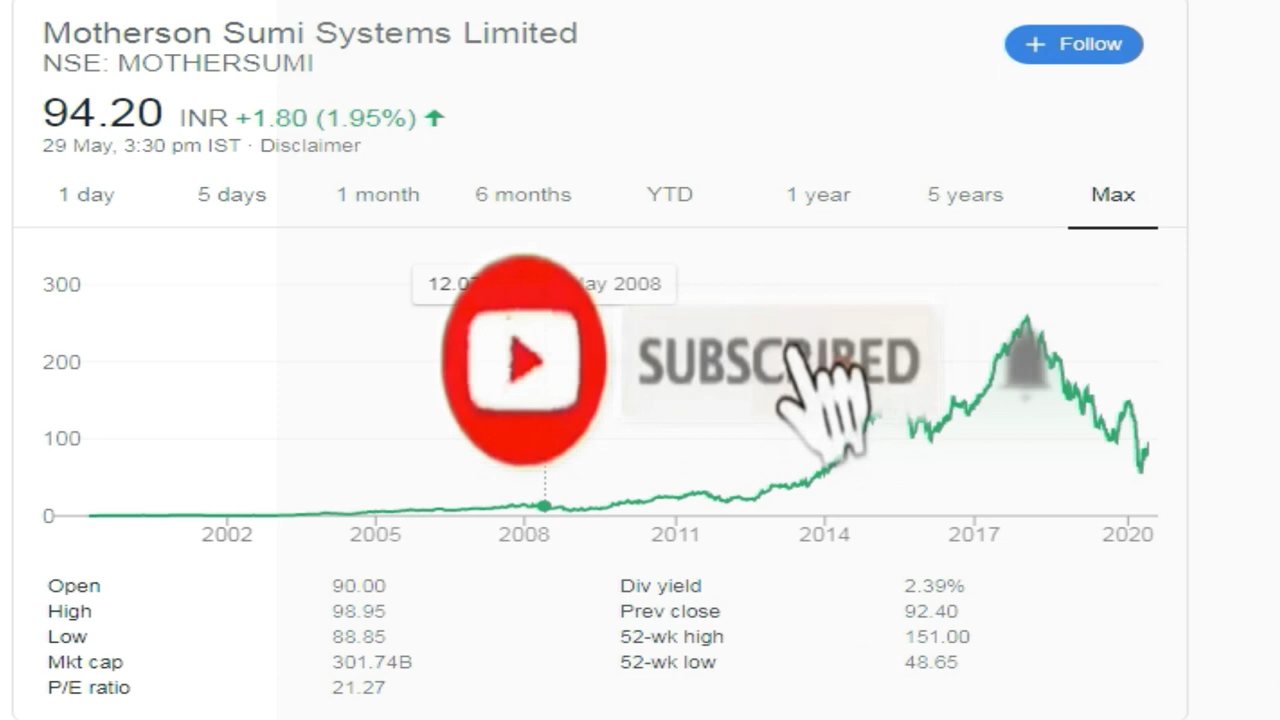 Motherson Sumi Systems Limited
NSE: MOTHERSUMI
+ Follow
94.20 INR +1.80 (1.95%)
29 May, 3:30 pm IST · Disclaimer
1 day 5 days 1 month 6 months YTD 1 year 5 years Max
2008
SUBSCRIBED
300
200
100
0
2002 2005 2008 2011 2014 2017 2020
Open 90.00 Div yield 2.39%
High 98.95 Prev close 92.40
Low 88.85 52-wk high 151.00
Mkt cap 301.74B 52-wk low 48.65
P/E ratio 21.27